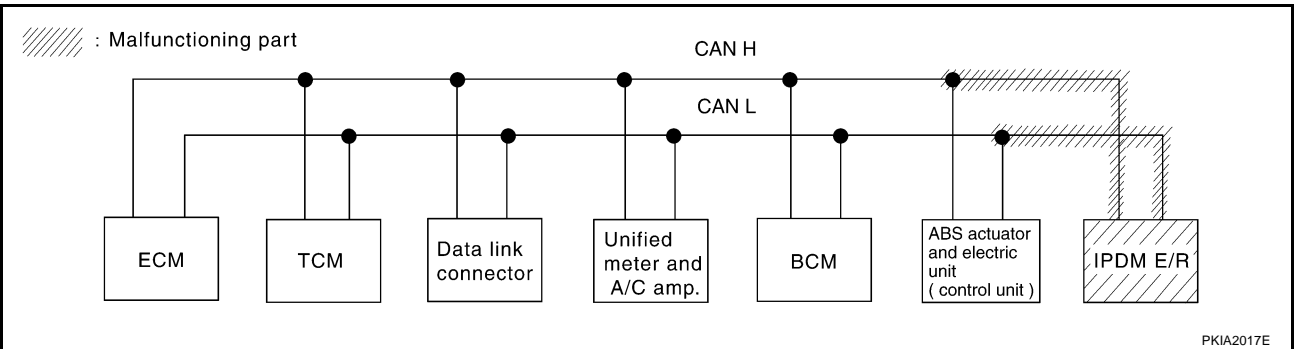 : Malfunctioning part
CAN H
CAN L
ECM
TCM
Data link
connector
Unified
meter and
A/C amp.
BCM
ABS actuator
and electric
unit
( control unit )
IPDM E/R
PKIA2017E